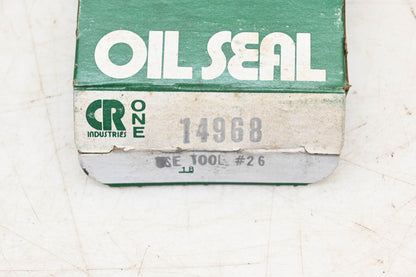 OIL SEAL
CR
INDUSTRIES
ONE
14968
USE TOOL #26